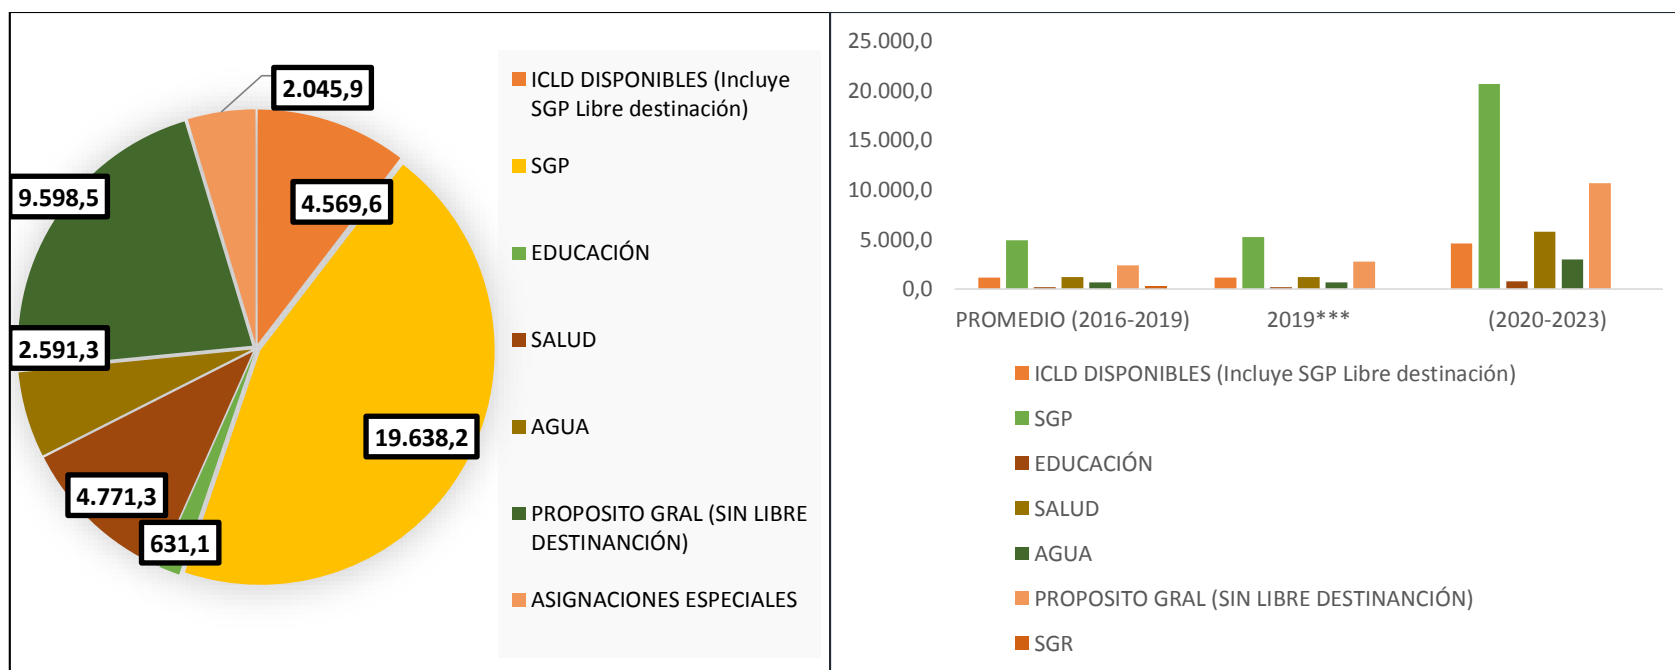 2.045,9
9.598,5
4.569,6
2.591,3
19.638,2
4.771,3
631,1
ICLD DISPONIBLES (Incluye
SGP Libre destinación)
SGP
EDUCACIÓN
SALUD
AGUA
PROPOSITO GRAL (SIN LIBRE
DESTINANCIÓN)
ASIGNACIONES ESPECIALES
25.000,0
20.000,0
15.000,0
10.000,0
5.000,0
0,0
PROMEDIO (2016-2019)
2019***
(2020-2023)
ICLD DISPONIBLES (Incluye SGP Libre destinación)
SGP
EDUCACIÓN
SALUD
AGUA
PROPOSITO GRAL (SIN LIBRE DESTINANCIÓN)
SGR